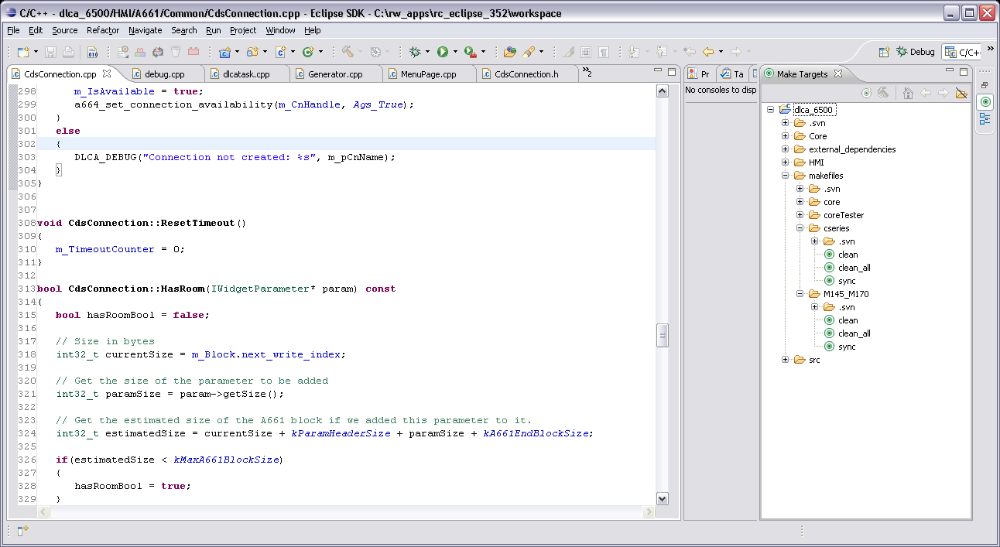 C/C++ - dlca_6500/HMI/A661/Common/CdsConnection.cpp - Eclipse SDK - C:\rw_apps\rc_eclipse_352\workspace
File Edit Source Refactor Navigate Search Run Project Window Help
Debug C/C+ »
CdsConnection.cpp debug.cpp dlcatask.cpp Generator.cpp MenuPage.cpp CdsConnection.h »2
Pr Ta
Make Targets
No consoles to disp
298 m_IsAvailable = true;
299 a664_set_connection_availability(m_CnHandle, Ags_True);
300 }
301 else
302 {
303 DLCA_DEBUG("Connection not created: %s", m_pCnName);
304 }
305 }
306
307
308 void CdsConnection::ResetTimeout()
309 {
310 m_TimeoutCounter = 0;
311 }
312
313 bool CdsConnection::HasRoom(IWidgetParameter* param) const
314 {
315 bool hasRoomBool = false;
316
317 // Size in bytes
318 int32_t currentSize = m_Block.next_write_index;
319
320 // Get the size of the parameter to be added
321 int32_t paramSize = param->getSize();
322
323 // Get the estimated size of the A661 block if we added this parameter to it.
324 int32_t estimatedSize = currentSize + kParamHeaderSize + paramSize + kA661EndBlockSize;
325
326 if(estimatedSize < kMaxA661BlockSize)
327 {
328 hasRoomBool = true;
329 }
dlca_6500
.svn
Core
external_dependencies
HMI
makefiles
.svn
core
coreTester
cseries
.svn
clean
clean_all
sync
M145_M170
.svn
clean
clean_all
sync
src